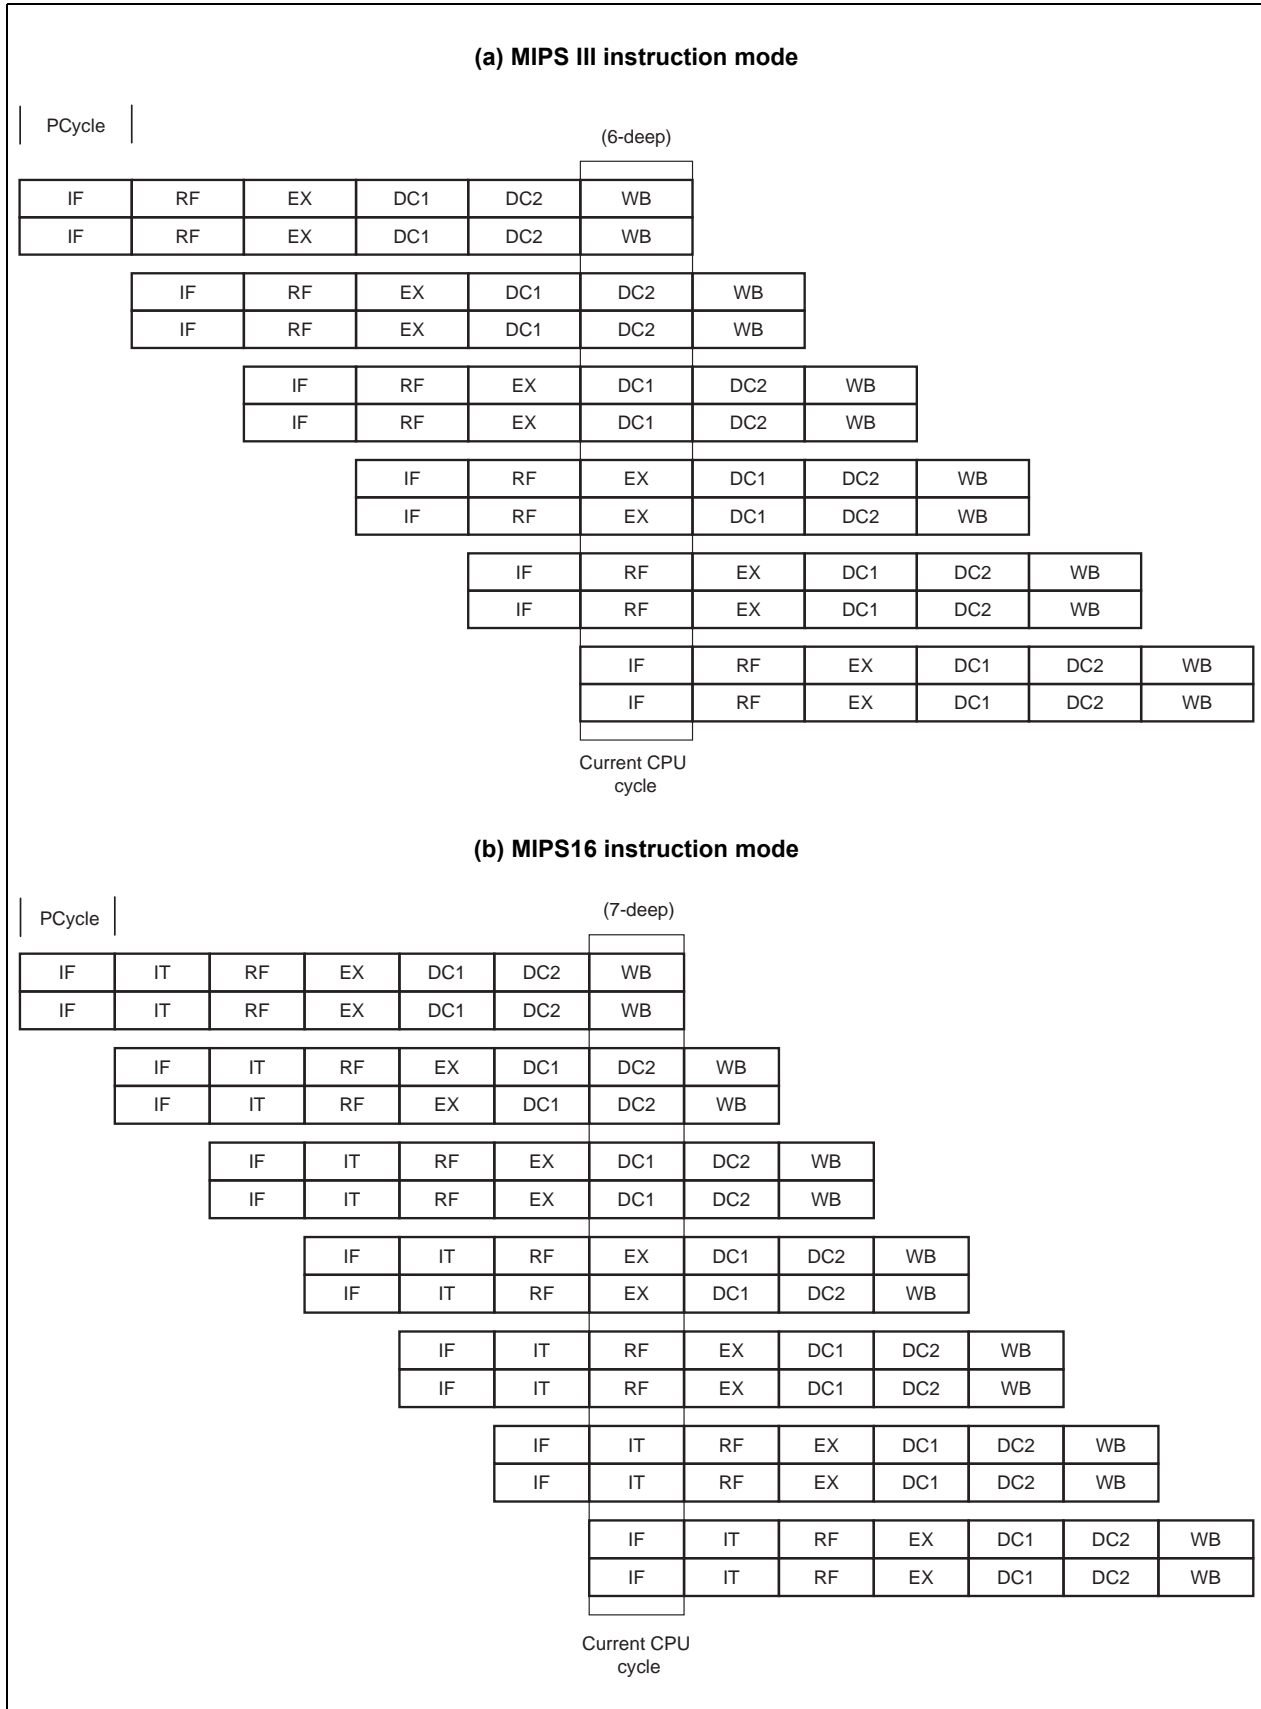 (a) MIPS III instruction mode
PCycle
(6-deep)
IF RF EX DC1 DC2 WB
IF RF EX DC1 DC2 WB
IF RF EX DC1 DC2 WB
IF RF EX DC1 DC2 WB
IF RF EX DC1 DC2 WB
IF RF EX DC1 DC2 WB
IF RF EX DC1 DC2 WB
IF RF EX DC1 DC2 WB
IF RF EX DC1 DC2 WB
IF RF EX DC1 DC2 WB
IF RF EX DC1 DC2 WB
IF RF EX DC1 DC2 WB
Current CPU
cycle
(b) MIPS16 instruction mode
PCycle
(7-deep)
IF IT RF EX DC1 DC2 WB
IF IT RF EX DC1 DC2 WB
IF IT RF EX DC1 DC2 WB
IF IT RF EX DC1 DC2 WB
IF IT RF EX DC1 DC2 WB
IF IT RF EX DC1 DC2 WB
IF IT RF EX DC1 DC2 WB
IF IT RF EX DC1 DC2 WB
IF IT RF EX DC1 DC2 WB
IF IT RF EX DC1 DC2 WB
IF IT RF EX DC1 DC2 WB
IF IT RF EX DC1 DC2 WB
IF IT RF EX DC1 DC2 WB
IF IT RF EX DC1 DC2 WB
Current CPU
cycle